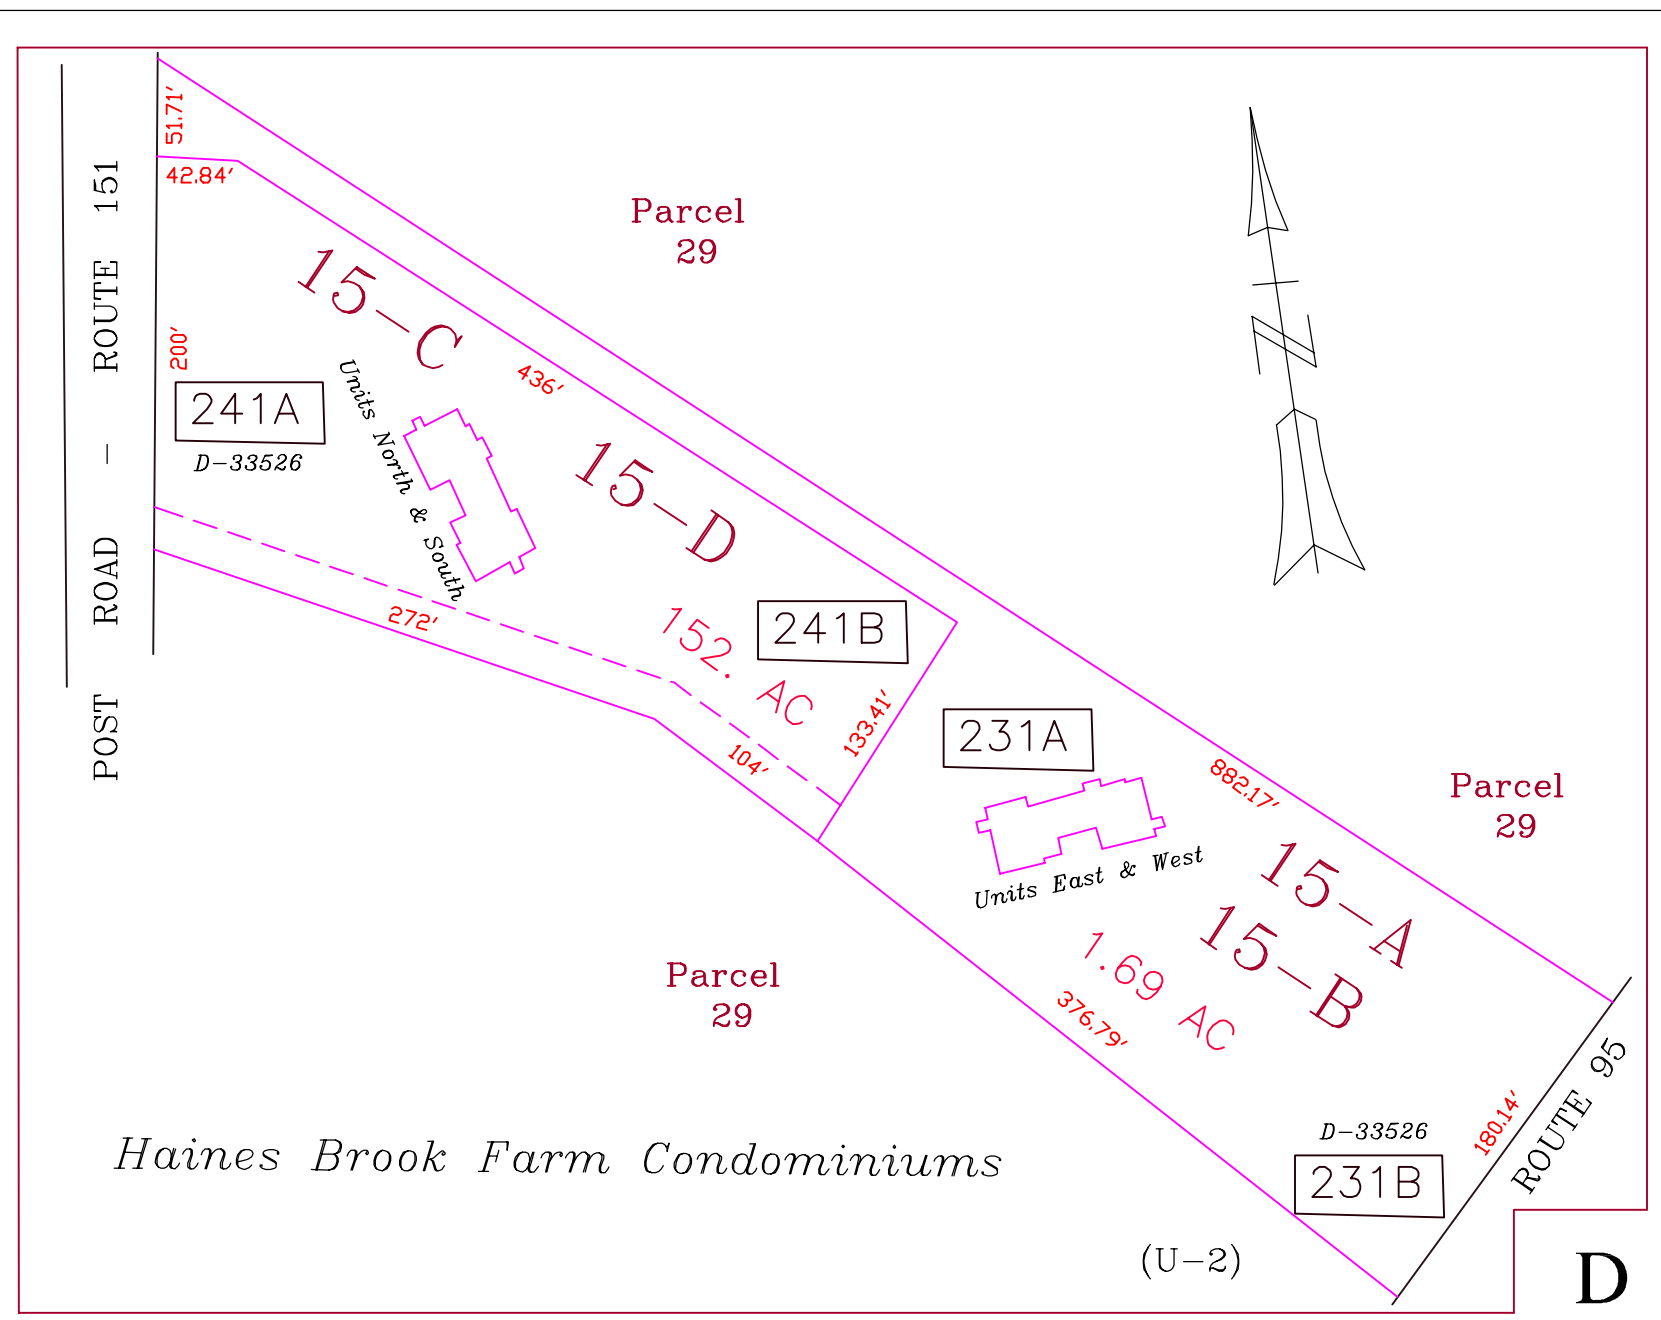 51.71'
42.84'
POST ROAD - ROUTE 151
200'
15-C
436'
Parcel
29
N
241A
D-33526
Units North & South
15-D
272'
152. AC
241B
133.41'
104'
231A
882.17'
Parcel
29
Units East & West
15-A
15-B
1.69 AC
376.79'
Parcel
29
180.14'
ROUTE 95
D-33526
231B
Haines Brook Farm Condominiums
(U-2)
D